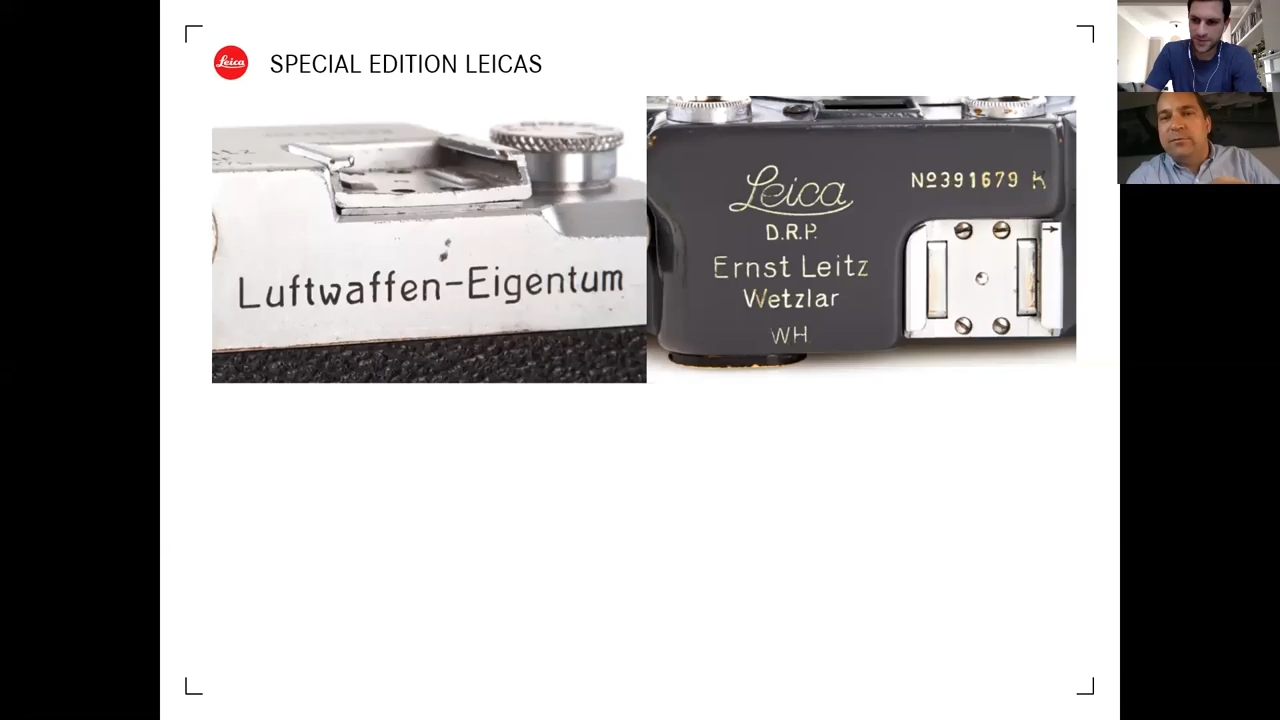 Leica
SPECIAL EDITION LEICAS
Luftwaffen-Eigentum
Leica
D.R.P.
Ernst Leitz
Wetzlar
WH
№391679 K